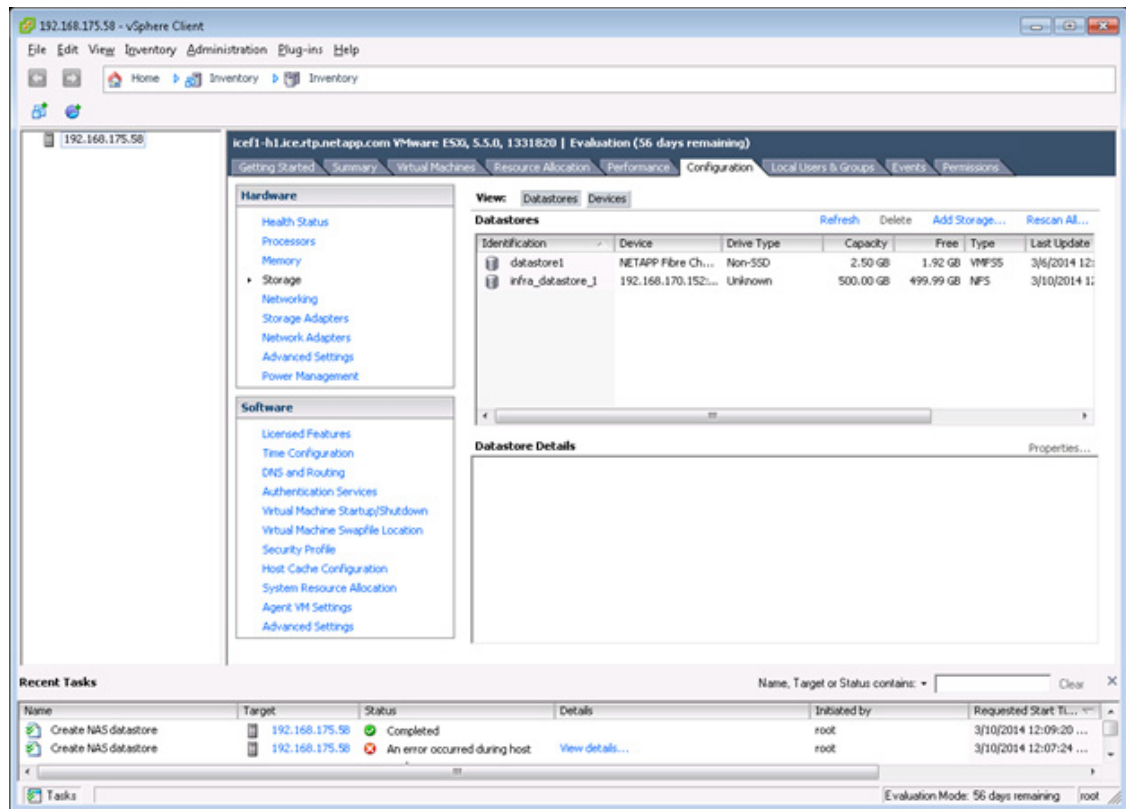 192.168.175.58 - vSphere Client
File Edit View Inventory Administration Plug-ins Help
Home Inventory Inventory
192.168.175.58
icef1-h1.ice.rtp.netapp.com VMware ESXi, 5.5.0, 1331820 | Evaluation (56 days remaining)
Getting Started Summary Virtual Machines Resource Allocation Performance Configuration Local Users & Groups Events Permissions
Hardware
Health Status
Processors
Memory
Storage
Networking
Storage Adapters
Network Adapters
Advanced Settings
Power Management
Software
Licensed Features
Time Configuration
DNS and Routing
Authentication Services
Virtual Machine Startup/Shutdown
Virtual Machine Swapfile Location
Security Profile
Host Cache Configuration
System Resource Allocation
Agent VM Settings
Advanced Settings
View: Datastores Devices
Datastores Refresh Delete Add Storage... Rescan All...
Identification Device Drive Type Capacity Free Type Last Update
datastore1 NETAPP Fibre Ch... Non-SSD 2.50 GB 1.92 GB VMFS5 3/6/2014 12:
infra_datastore_1 192.168.170.152:... Unknown 500.00 GB 499.99 GB NFS 3/10/2014 12
Datastore Details Properties...
Recent Tasks Name, Target or Status contains: Clear
Name Target Status Details Initiated by Requested Start Ti...
Create NAS datastore 192.168.175.58 Completed root 3/10/2014 12:09:20 ...
Create NAS datastore 192.168.175.58 An error occurred during host View details... root 3/10/2014 12:07:24 ...
Tasks Evaluation Mode: 56 days remaining root